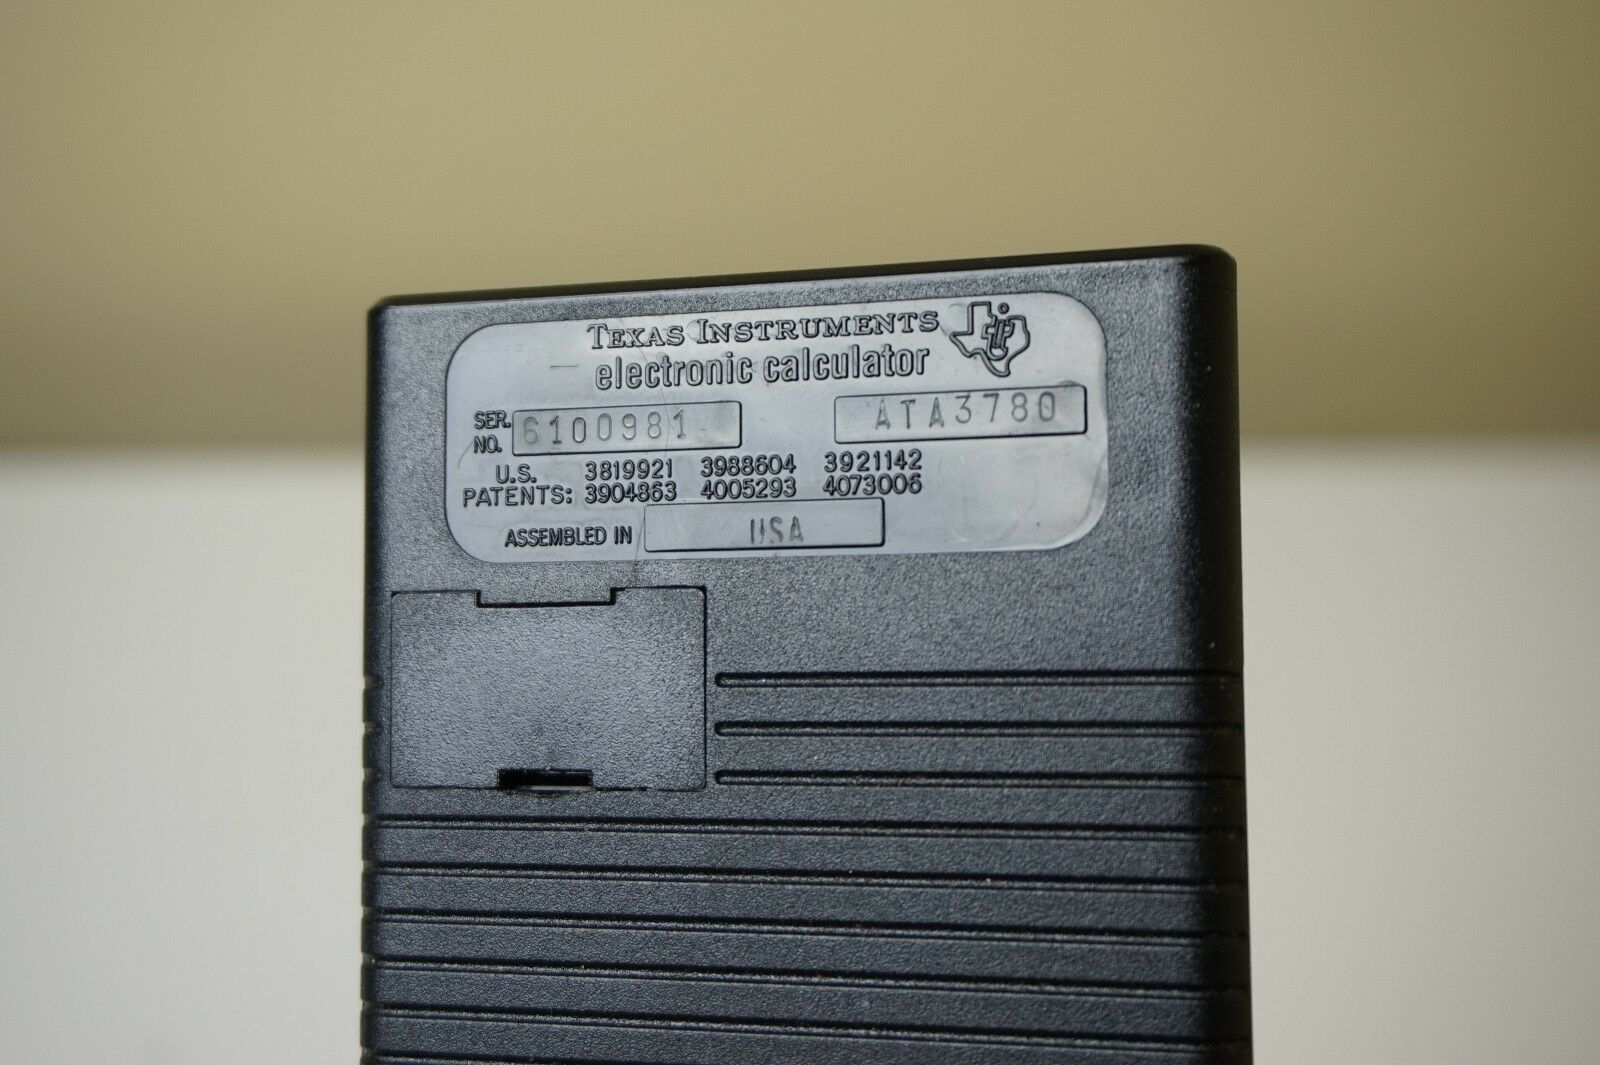 TEXAS INSTRUMENTS
electronic calculator
SER. NO. 6100981 ATA3780
U.S. PATENTS: 3819921 3988604 3921142
3904863 4005293 4073006
ASSEMBLED IN USA